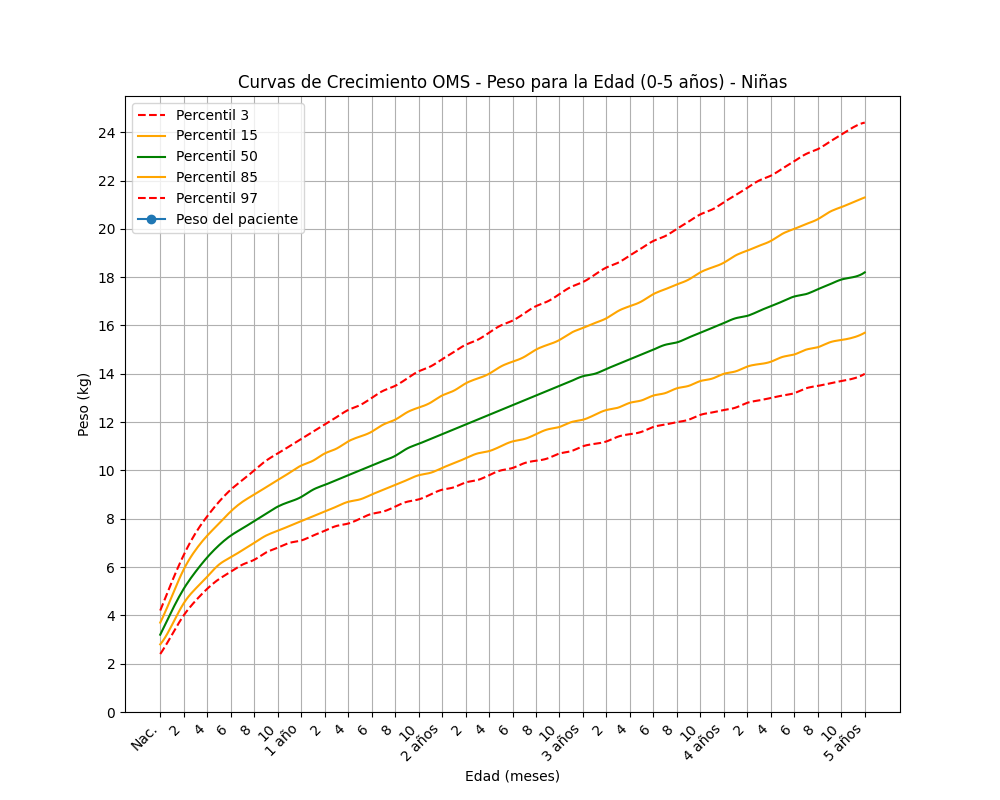 Curvas de Crecimiento OMS - Peso para la Edad (0-5 años) - Niñas
Percentil 3
Percentil 15
Percentil 50
Percentil 85
Percentil 97
Peso del paciente
Peso (kg)
24
22
20
18
16
14
12
10
8
6
4
2
0
Nac.
2
4
6
8
10
1 año
2
4
6
8
10
2 años
2
4
6
8
10
3 años
2
4
6
8
10
4 años
2
4
6
8
10
5 años
Edad (meses)